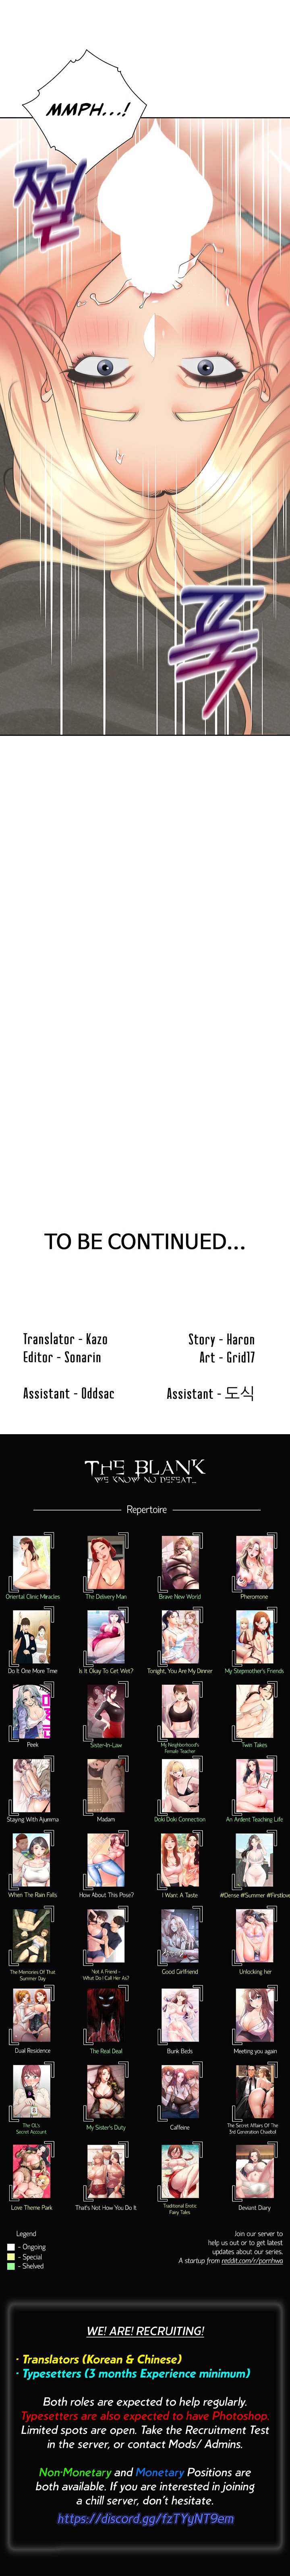 MMPH...!
쩌
븝
푹
TO BE CONTINUED...
Translator - Kazo
Editor - Sonarin
Assistant - Oddsac
Story - Haron
Art - Grid17
Assistant - 도식
THE BLANK
WE KNOW NO DEFEAT...
Repertoire
Oriental Clinic Miracles
The Delivery Man
Brave New World
Pheromone
Do It One More Time
Is It Okay To Get Wet?
Tonight, You Are My Dinner
My Stepmother's Friends
Peek
Sister-In-Law
My Neighborhood's
Female Teacher
Twin Takes
Staying With Ajumma
Madam
Doki Doki Connection
An Ardent Teaching Life
When The Rain Falls
How About This Pose?
I Want A Taste
#Dense #Summer #Firstlove
The Memories Of That
Summer Day
Not A Friend -
What Do I Call Her As?
Good Girlfriend
Unlocking her
Dual Residence
The Real Deal
Bunk Beds
Meeting you again
The OL's
Secret Account
My Sister's Duty
Caffeine
The Secret Affairs Of The
3rd Generation Chaebol
Love Theme Park
That's Not How You Do It
Traditional Erotic
Fairy Tales
Deviant Diary
Legend
- Ongoing
- Special
- Shelved
Join our server to
help us out or to get latest
updates about our series.
A startup from reddit.com/r/pornhwa
WE! ARE! RECRUITING!
· Translators (Korean & Chinese)
· Typesetters (3 months Experience minimum)
Both roles are expected to help regularly.
Typesetters are also expected to have Photoshop.
Limited spots are open. Take the Recruitment Test
in the server, or contact Mods/ Admins.
Non-Monetary and Monetary Positions are
both available. If you are interested in joining
a chill server, don't hesitate.
https://discord.gg/fzTYyNT9em